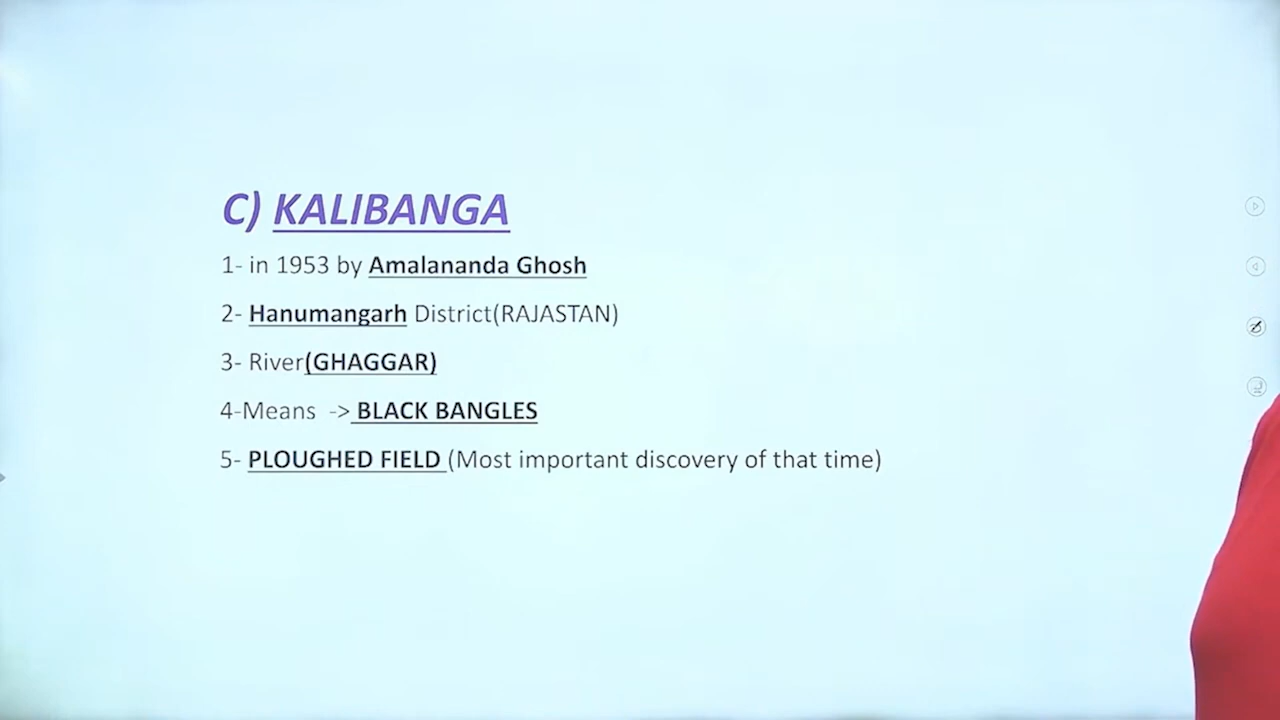 C) KALIBANGA
1- in 1953 by Amalananda Ghosh
2- Hanumangarh District(RAJASTAN)
3- River(GHAGGAR)
4-Means -> BLACK BANGLES
5- PLOUGHED FIELD (Most important discovery of that time)